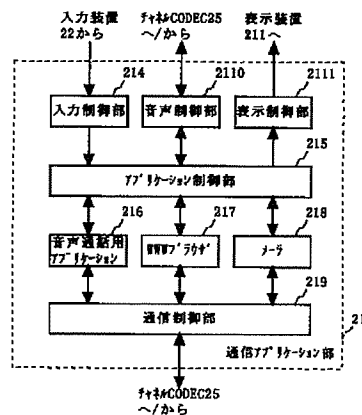 入力装置
22から
チャネルCODEC25
へ/から
表示装置
211へ
214
2110
2111
入力制御部
音声制御部
表示制御部
215
アプリケーション制御部
216
217
218
音声通話用
アプリケーション
WWWブラウザ
メーラ
219
通信制御部
通信アプリケーション部
チャネルCODEC25
へ/から